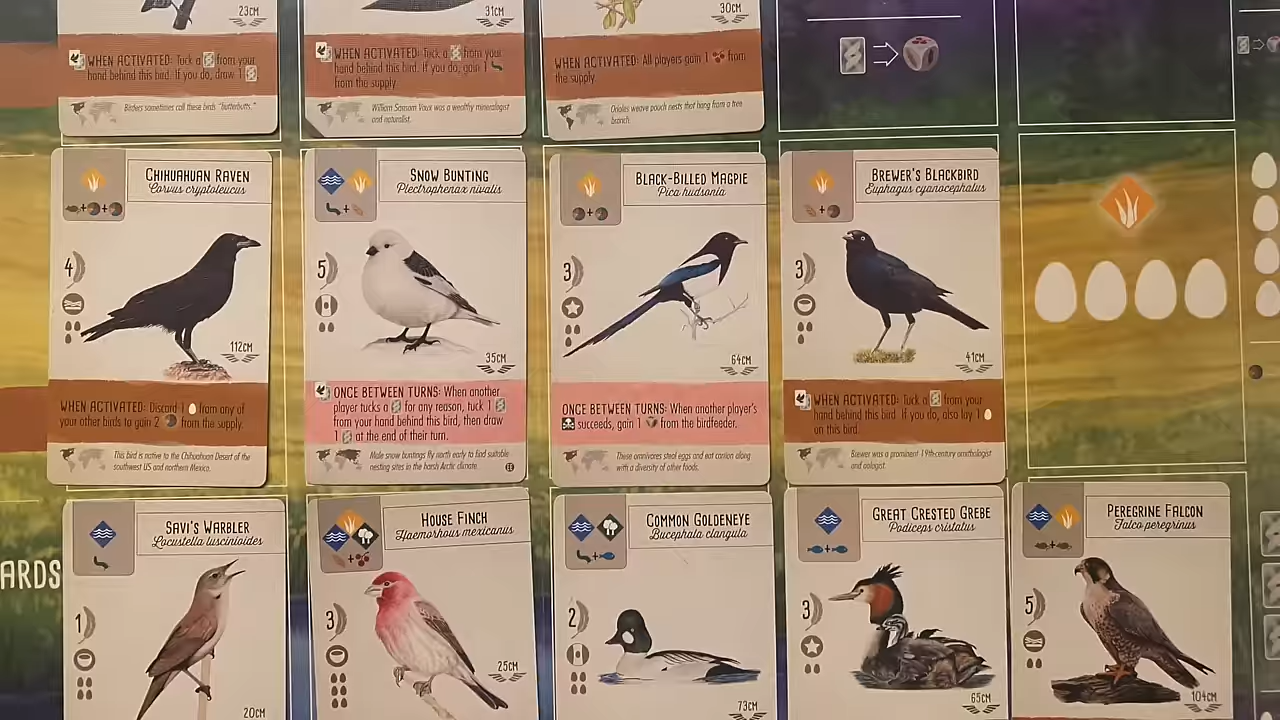 23CM
WHEN ACTIVATED: Tuck a from your
hand behind this bird. If you do, draw 1
Birders sometimes call these birds "butterbutts."
31CM
WHEN ACTIVATED: Tuck a from your
hand behind this bird. If you do, gain 1
from the supply.
William Sansom Vaux was a wealthy mineralogist
and naturalist.
30CM
WHEN ACTIVATED: All players gain 1 from
the supply.
Orioles weave pouch nests that hang from a tree
branch.
CHIHUAHUAN RAVEN
Corvus cryptoleucus
+ +
4
112CM
WHEN ACTIVATED: Discard 1 from any of
your other birds to gain 2 from the supply.
This bird is native to the Chihuahuan Desert of the
southwest US and northern Mexico.
SNOW BUNTING
Plectrophenax nivalis
+
5
35CM
ONCE BETWEEN TURNS: When another
player tucks a for any reason, tuck 1
from your hand behind this bird, then draw
1 at the end of their turn.
Male snow buntings fly north early to find suitable
nesting sites in the harsh Arctic climate.
BLACK-BILLED MAGPIE
Pica hudsonia
+
3
64CM
ONCE BETWEEN TURNS: When another player's
succeeds, gain 1 from the birdfeeder.
These omnivores steal eggs and eat carrion along
with a diversity of other foods.
BREWER'S BLACKBIRD
Euphagus cyanocephalus
+
3
41CM
WHEN ACTIVATED: Tuck a from your
hand behind this bird. If you do, also lay 1
on this bird.
Brewer was a prominent 19th-century ornithologist
and oologist.
ARDS
SAVI'S WARBLER
Locustella luscinioides
1
20CM
HOUSE FINCH
Haemorhous mexicanus
+
3
25CM
COMMON GOLDENEYE
Bucephala clangula
+
2
73CM
GREAT CRESTED GREBE
Podiceps cristatus
+
3
65CM
PEREGRINE FALCON
Falco peregrinus
+
5
104CM